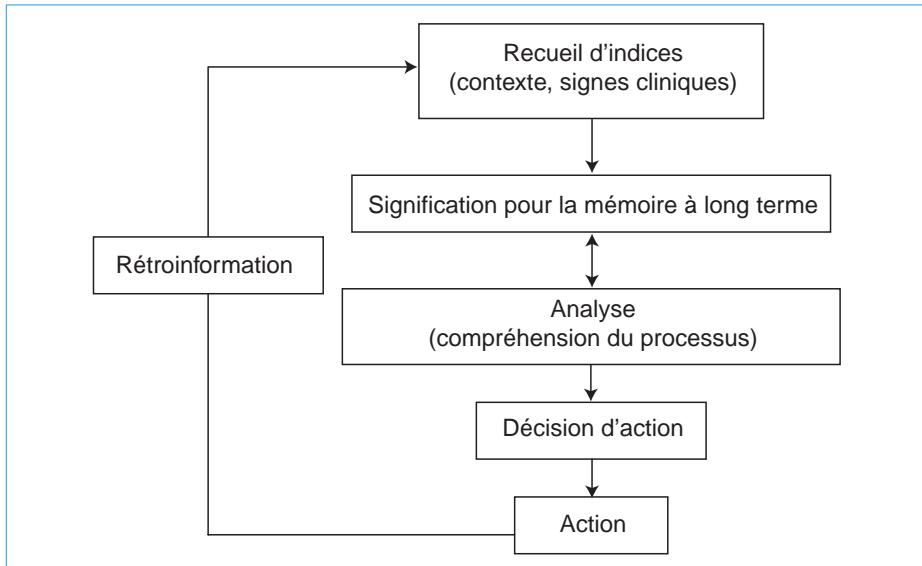 Recueil d’indices
(contexte, signes cliniques)
Signification pour la mémoire à long terme
Rétroinformation
Analyse
(compréhension du processus)
Décision d’action
Action